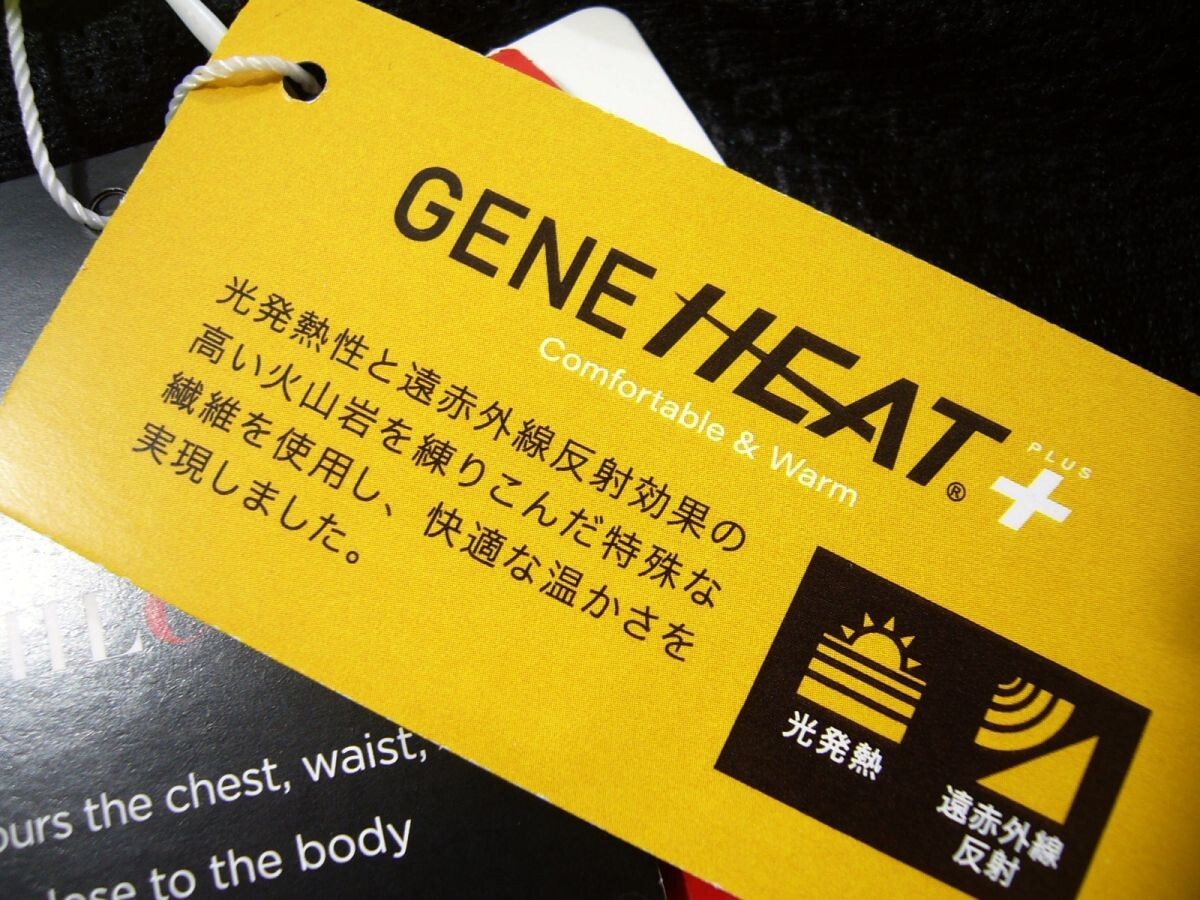 GENE HEAT® PLUS +
Comfortable & Warm
光発熱性と遠赤外線反射効果の
高い火山岩を練りこんだ特殊な
繊維を使用し、快適な温かさを
実現しました。
光発熱
遠赤外線
反射
the chest, waist,
to the body